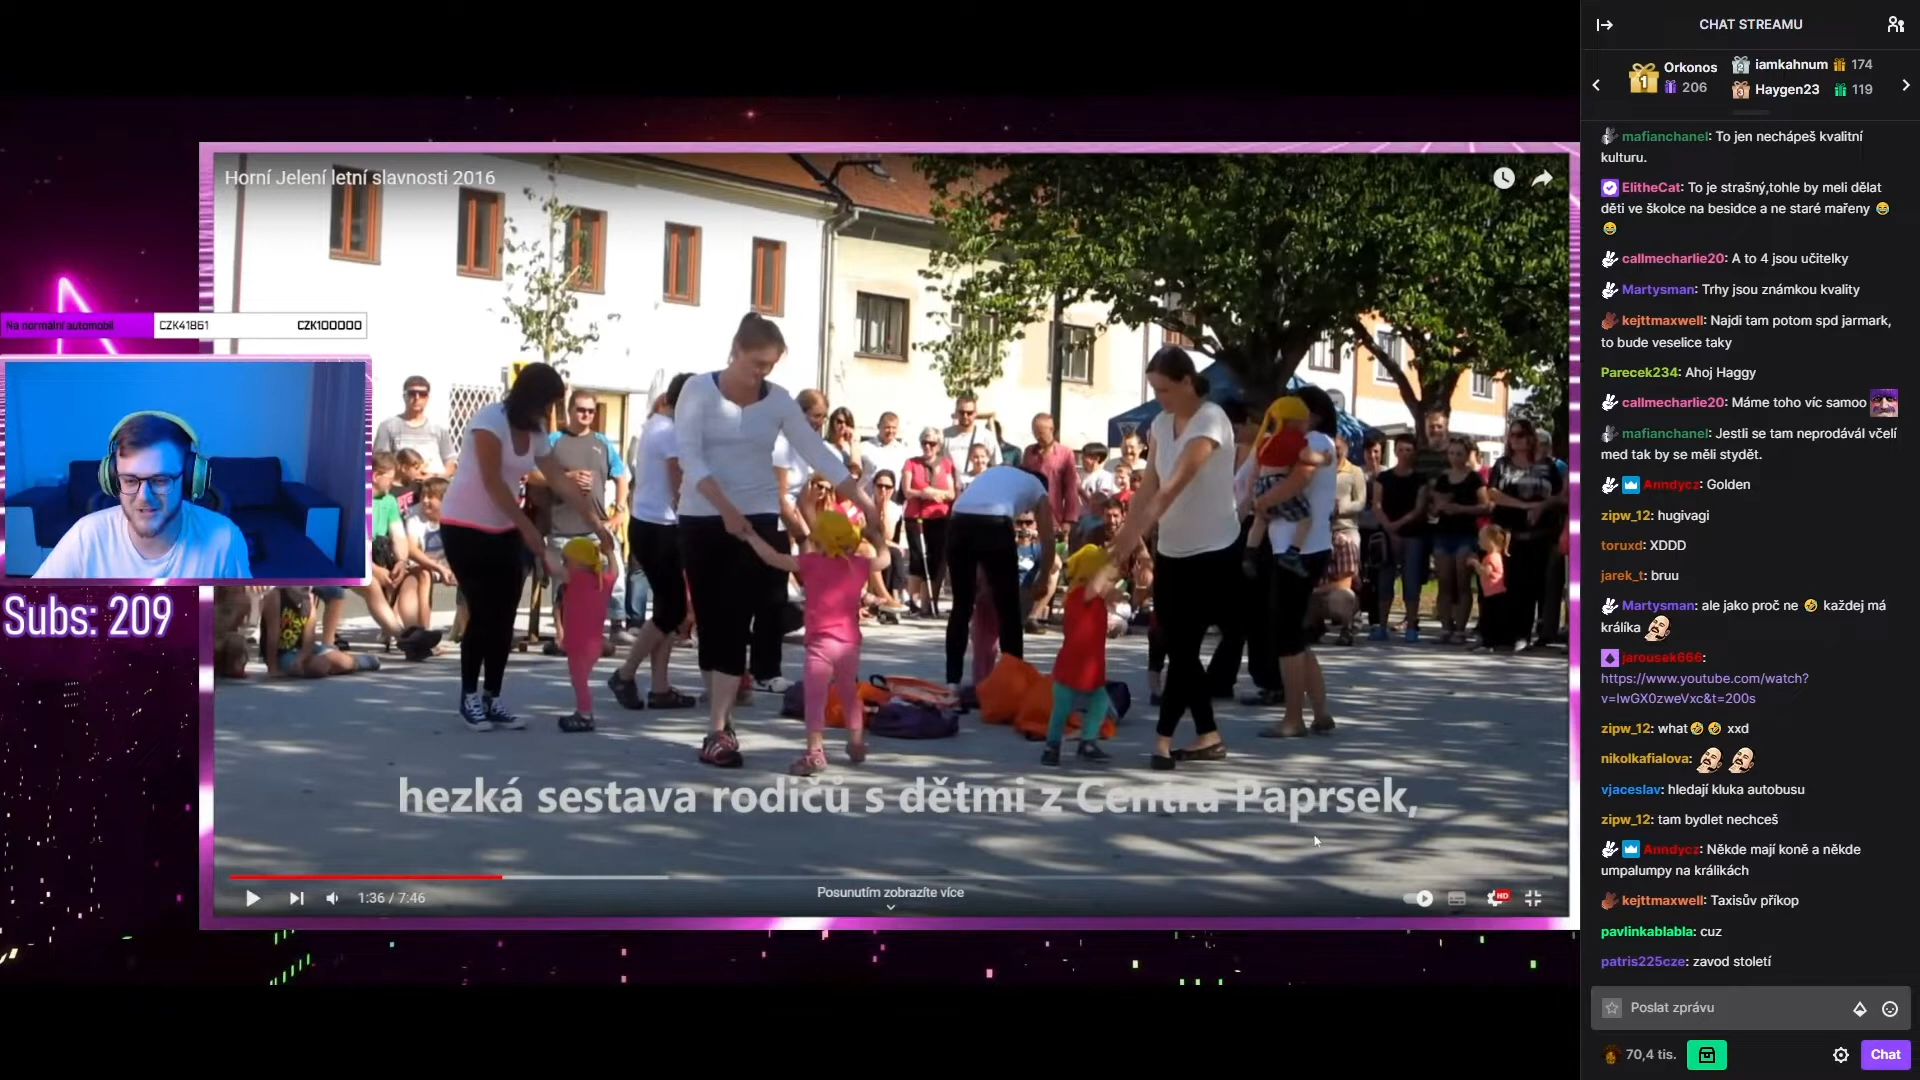 Horní Jelení letní slavnosti 2016
Na normální automobil
CZK41861
CZK100000
Subs: 209
hezká sestava rodičů s dětmi z Centra Paprsek,
1:36 / 7:46
Posunutím zobrazíte více
HD
CHAT STREAMU
1
Orkonos
206
2
iamkahnum
174
3
Haygen23
119
mafianchanel: To jen nechápeš kvalitní
kulturu.
ElitheCat: To je strašný,tohle by meli dělat
děti ve školce na besidce a ne staré mařeny 😂
😂
callmecharlie20: A to 4 jsou učitelky
Martysman: Trhy jsou známkou kvality
kejttmaxwell: Najdi tam potom spd jarmark,
to bude veselice taky
Parecek234: Ahoj Haggy
callmecharlie20: Máme toho víc samoo
mafianchanel: Jestli se tam neprodávál včelí
med tak by se měli stydět.
Anndycz: Golden
zipw_12: hugivagi
toruxd: XDDD
jarek_t: bruu
Martysman: ale jako proč ne 🤣 každej má
králíka
jarousek666:
https://www.youtube.com/watch?
v=IwGX0zweVxc&t=200s
zipw_12: what🤣 🤣 xxd
nikolkafialova:
vjaceslav: hledají kluka autobusu
zipw_12: tam bydlet nechceš
Anndycz: Někde mají koně a někde
umpalumpy na králikách
kejttmaxwell: Taxisův příkop
pavlinkablabla: cuz
patris225cze: zavod století
Poslat zprávu
70,4 tis.
Chat